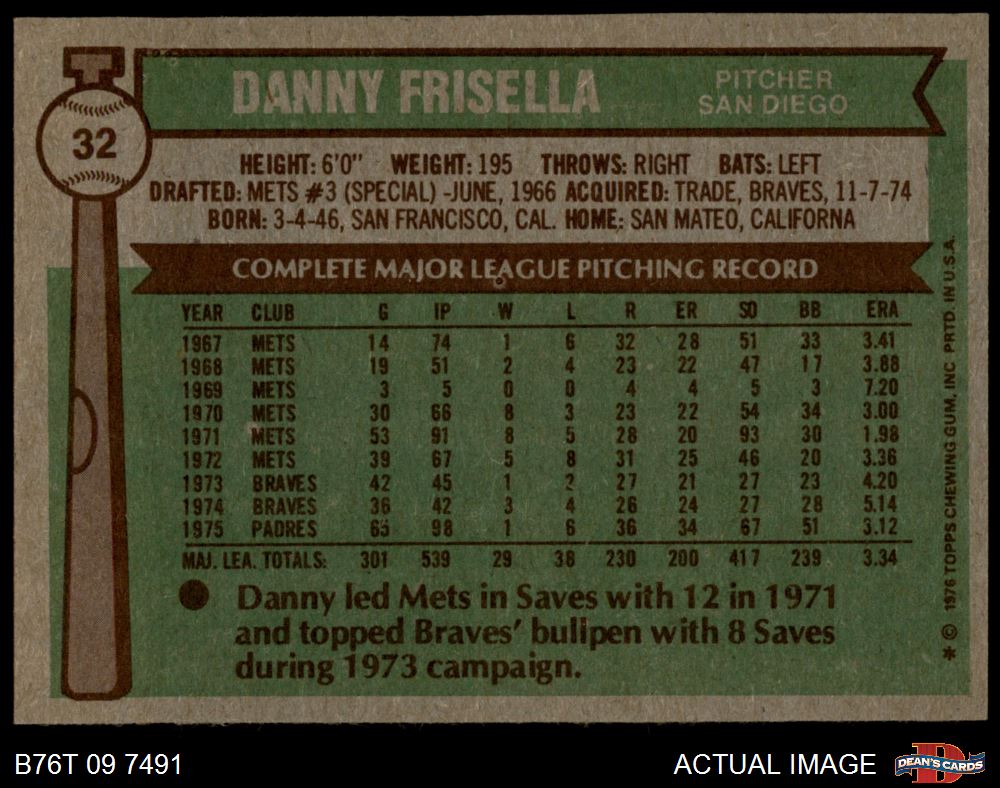 DANNY FRISELLA
PITCHER
SAN DIEGO
32
HEIGHT: 6'0" WEIGHT: 195 THROWS: RIGHT BATS: LEFT
DRAFTED: METS #3 (SPECIAL) -JUNE, 1966 ACQUIRED: TRADE, BRAVES, 11-7-74
BORN: 3-4-46, SAN FRANCISCO, CAL. HOME: SAN MATEO, CALIFORNIA
COMPLETE MAJOR LEAGUE PITCHING RECORD
YEAR CLUB G IP W L R ER SO BB ERA
1967 METS 14 74 1 6 32 28 51 33 3.41
1968 METS 19 51 2 4 23 22 47 17 3.88
1969 METS 3 5 0 0 4 4 5 3 7.20
1970 METS 30 66 8 3 23 22 54 34 3.00
1971 METS 53 91 8 5 28 20 93 30 1.98
1972 METS 39 67 5 8 31 25 46 20 3.36
1973 BRAVES 42 45 1 2 27 21 27 23 4.20
1974 BRAVES 36 42 3 4 26 24 27 28 5.14
1975 PADRES 65 98 1 6 36 34 67 51 3.12
MAJ. LEA. TOTALS: 301 539 29 38 230 200 417 239 3.34
Danny led Mets in Saves with 12 in 1971
and topped Braves' bullpen with 8 Saves
during 1973 campaign.
* © 1976 TOPPS CHEWING GUM, INC PRTD. IN U.S.A.
B76T 09 7491
ACTUAL IMAGE
D
DEAN'S CARDS